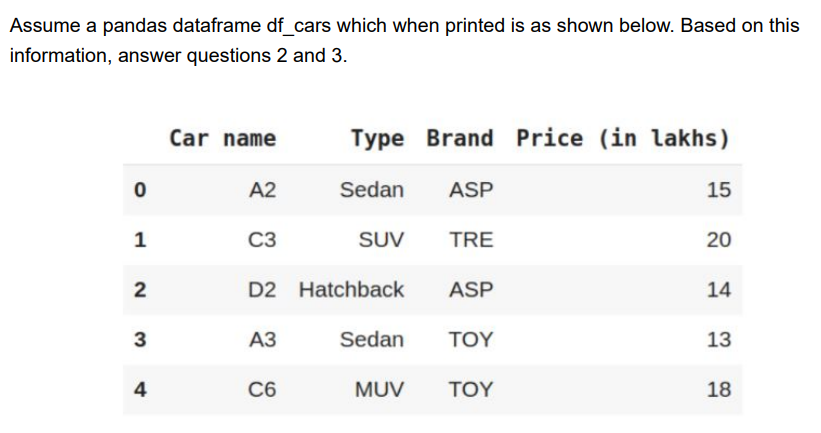 Assume a pandas dataframe df_cars which when printed is as shown below. Based on this
information, answer questions 2 and 3.
Car name Type Brand Price (in lakhs)
0 A2 Sedan ASP 15
1 C3 SUV TRE 20
2 D2 Hatchback ASP 14
3 A3 Sedan TOY 13
4 C6 MUV TOY 18